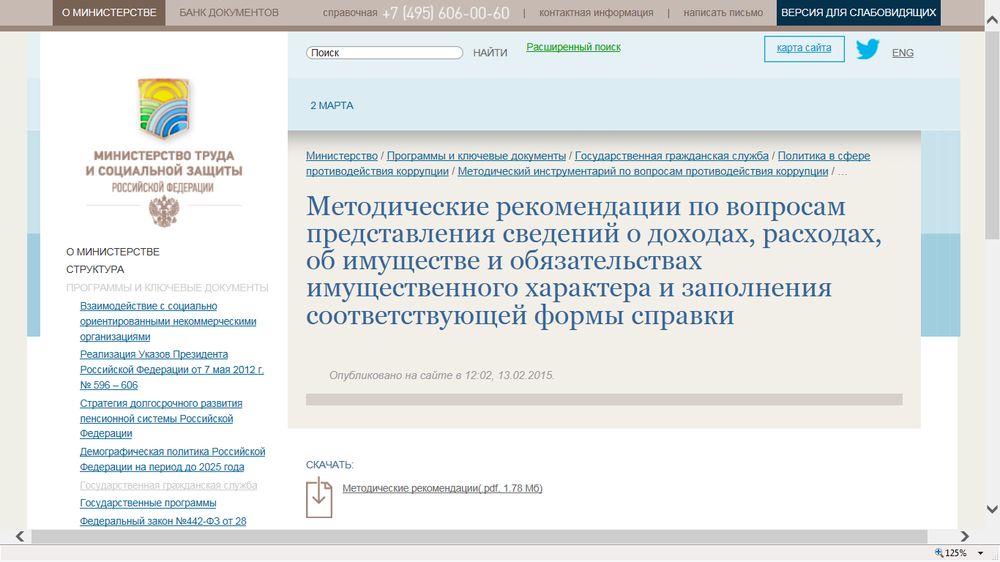 О МИНИСТЕРСТВЕ БАНК ДОКУМЕНТОВ справочная +7 (495) 606-00-60 | контактная информация | написать письмо ВЕРСИЯ ДЛЯ СЛАБОВИДЯЩИХ
Поиск НАЙТИ Расширенный поиск карта сайта ENG
2 МАРТА
МИНИСТЕРСТВО ТРУДА
И СОЦИАЛЬНОЙ ЗАЩИТЫ
РОССИЙСКОЙ ФЕДЕРАЦИИ
О МИНИСТЕРСТВЕ
СТРУКТУРА
ПРОГРАММЫ И КЛЮЧЕВЫЕ ДОКУМЕНТЫ
Взаимодействие с социально
ориентированными некоммерческими
организациями
Реализация Указов Президента
Российской Федерации от 7 мая 2012 г.
№ 596 – 606
Стратегия долгосрочного развития
пенсионной системы Российской
Федерации
Демографическая политика Российской
Федерации на период до 2025 года
Государственная гражданская служба
Государственные программы
Федеральный закон №442-ФЗ от 28
Министерство / Программы и ключевые документы / Государственная гражданская служба / Политика в сфере
противодействия коррупции / Методический инструментарий по вопросам противодействия коррупции / ...
Методические рекомендации по вопросам
представления сведений о доходах, расходах,
об имуществе и обязательствах
имущественного характера и заполнения
соответствующей формы справки
Опубликовано на сайте в 12:02, 13.02.2015.
СКАЧАТЬ:
Методические рекомендации(.pdf, 1.78 Мб)
125%